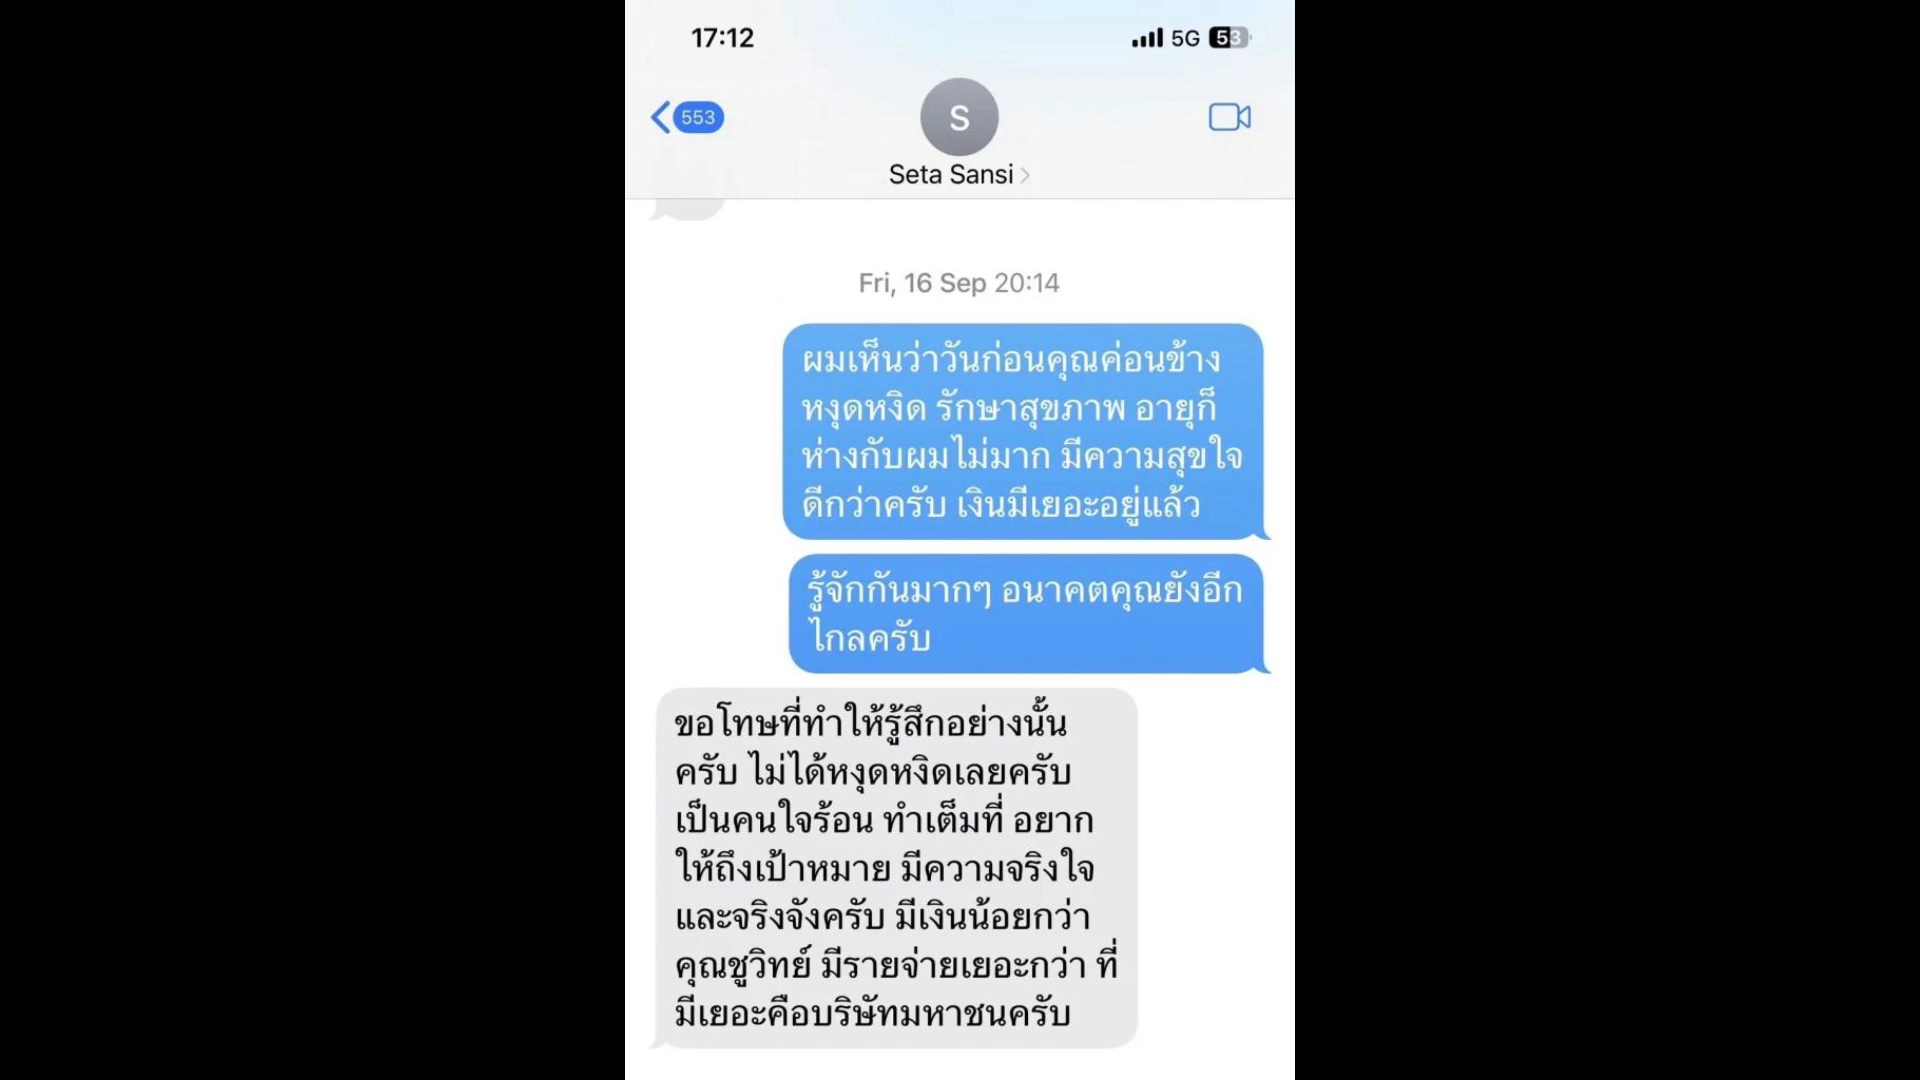 17:12
5G 53
553
S
Seta Sansi
Fri, 16 Sep 20:14
ผมเห็นว่าวันก่อนคุณค่อนข้าง
หงุดหงิด รักษาสุขภาพ อายุก็
ห่างกับผมไม่มาก มีความสุขใจ
ดีกว่าครับ เงินมีเยอะอยู่แล้ว
รู้จักกันมากๆ อนาคตคุณยังอีก
ไกลครับ
ขอโทษที่ทำให้รู้สึกอย่างนั้น
ครับ ไม่ได้หงุดหงิดเลยครับ
เป็นคนใจร้อน ทำเต็มที่ อยาก
ให้ถึงเป้าหมาย มีความจริงใจ
และจริงจังครับ มีเงินน้อยกว่า
คุณชูวิทย์ มีรายจ่ายเยอะกว่า ที่
มีเยอะคือบริษัทมหาชนครับ